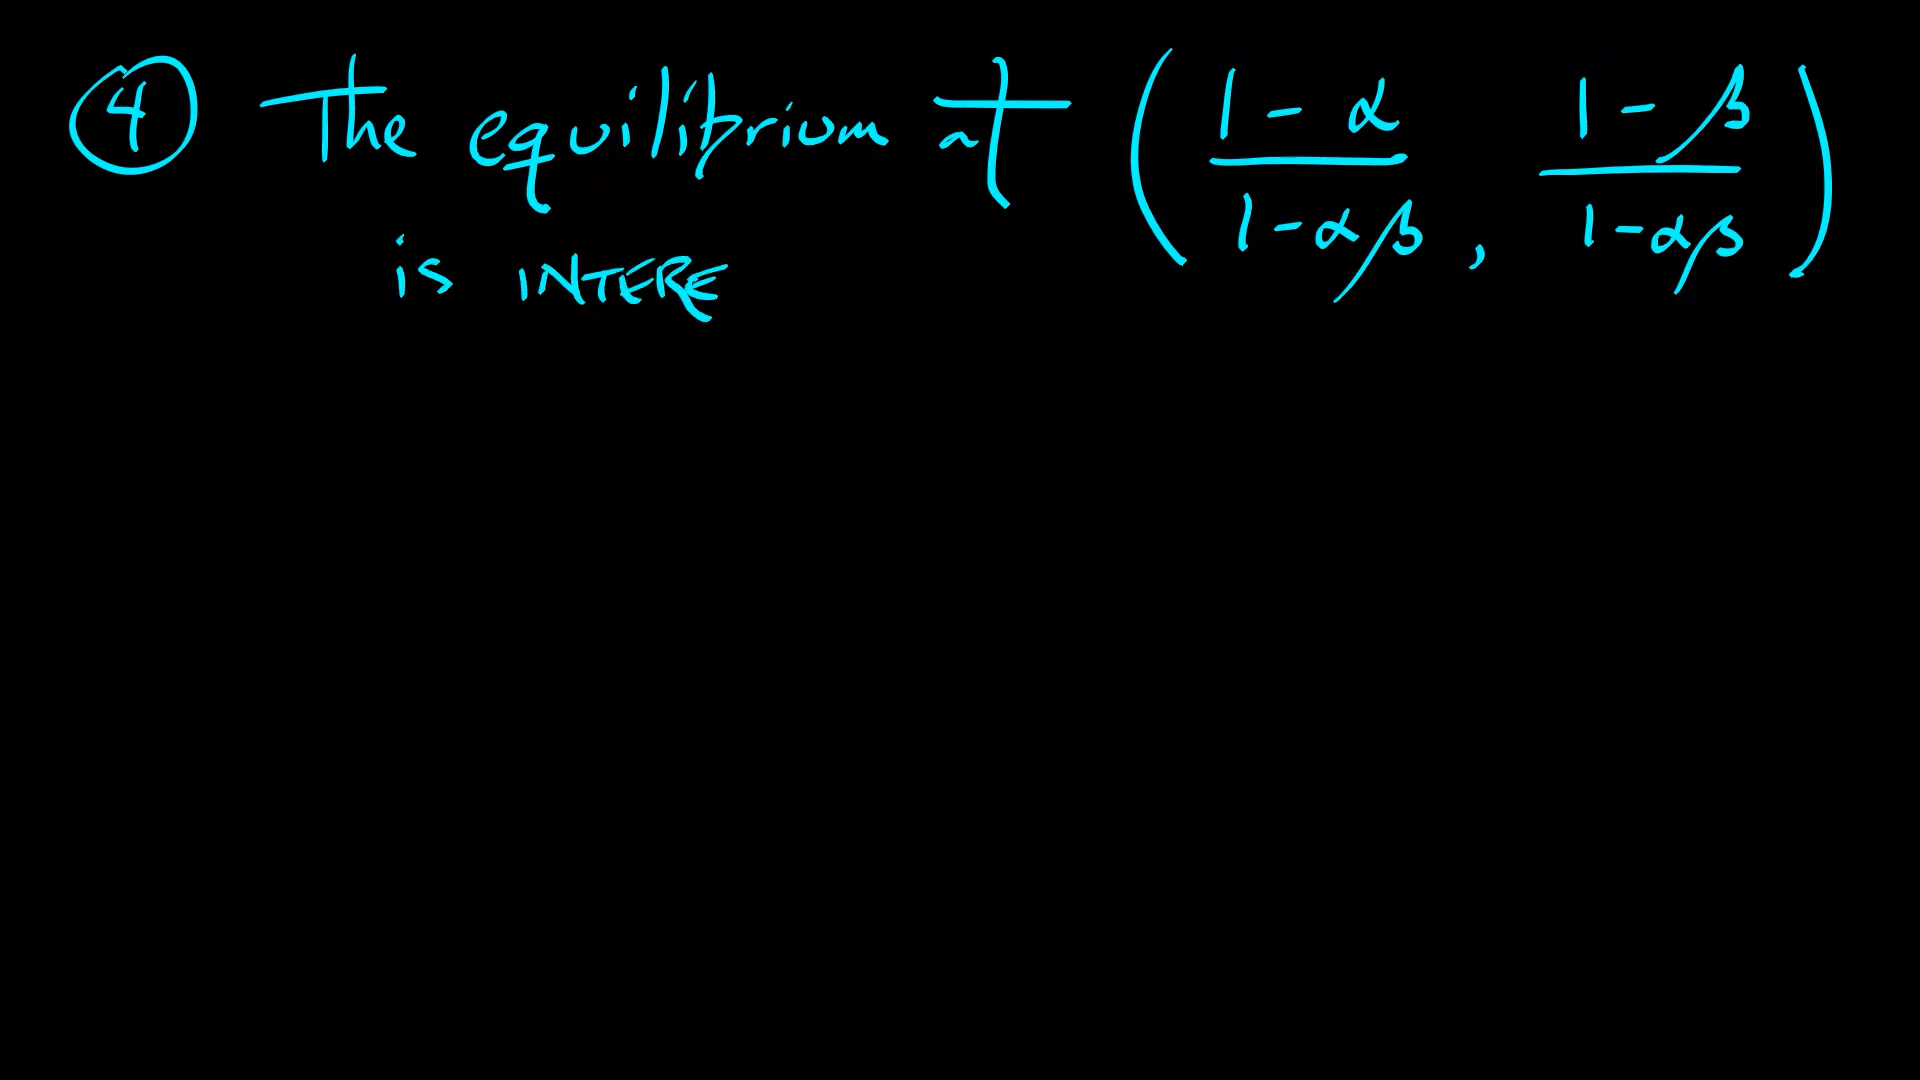 ④ The equilibrium at ( (1-α)/(1-αβ) , (1-β)/(1-αβ) )
is INTERE